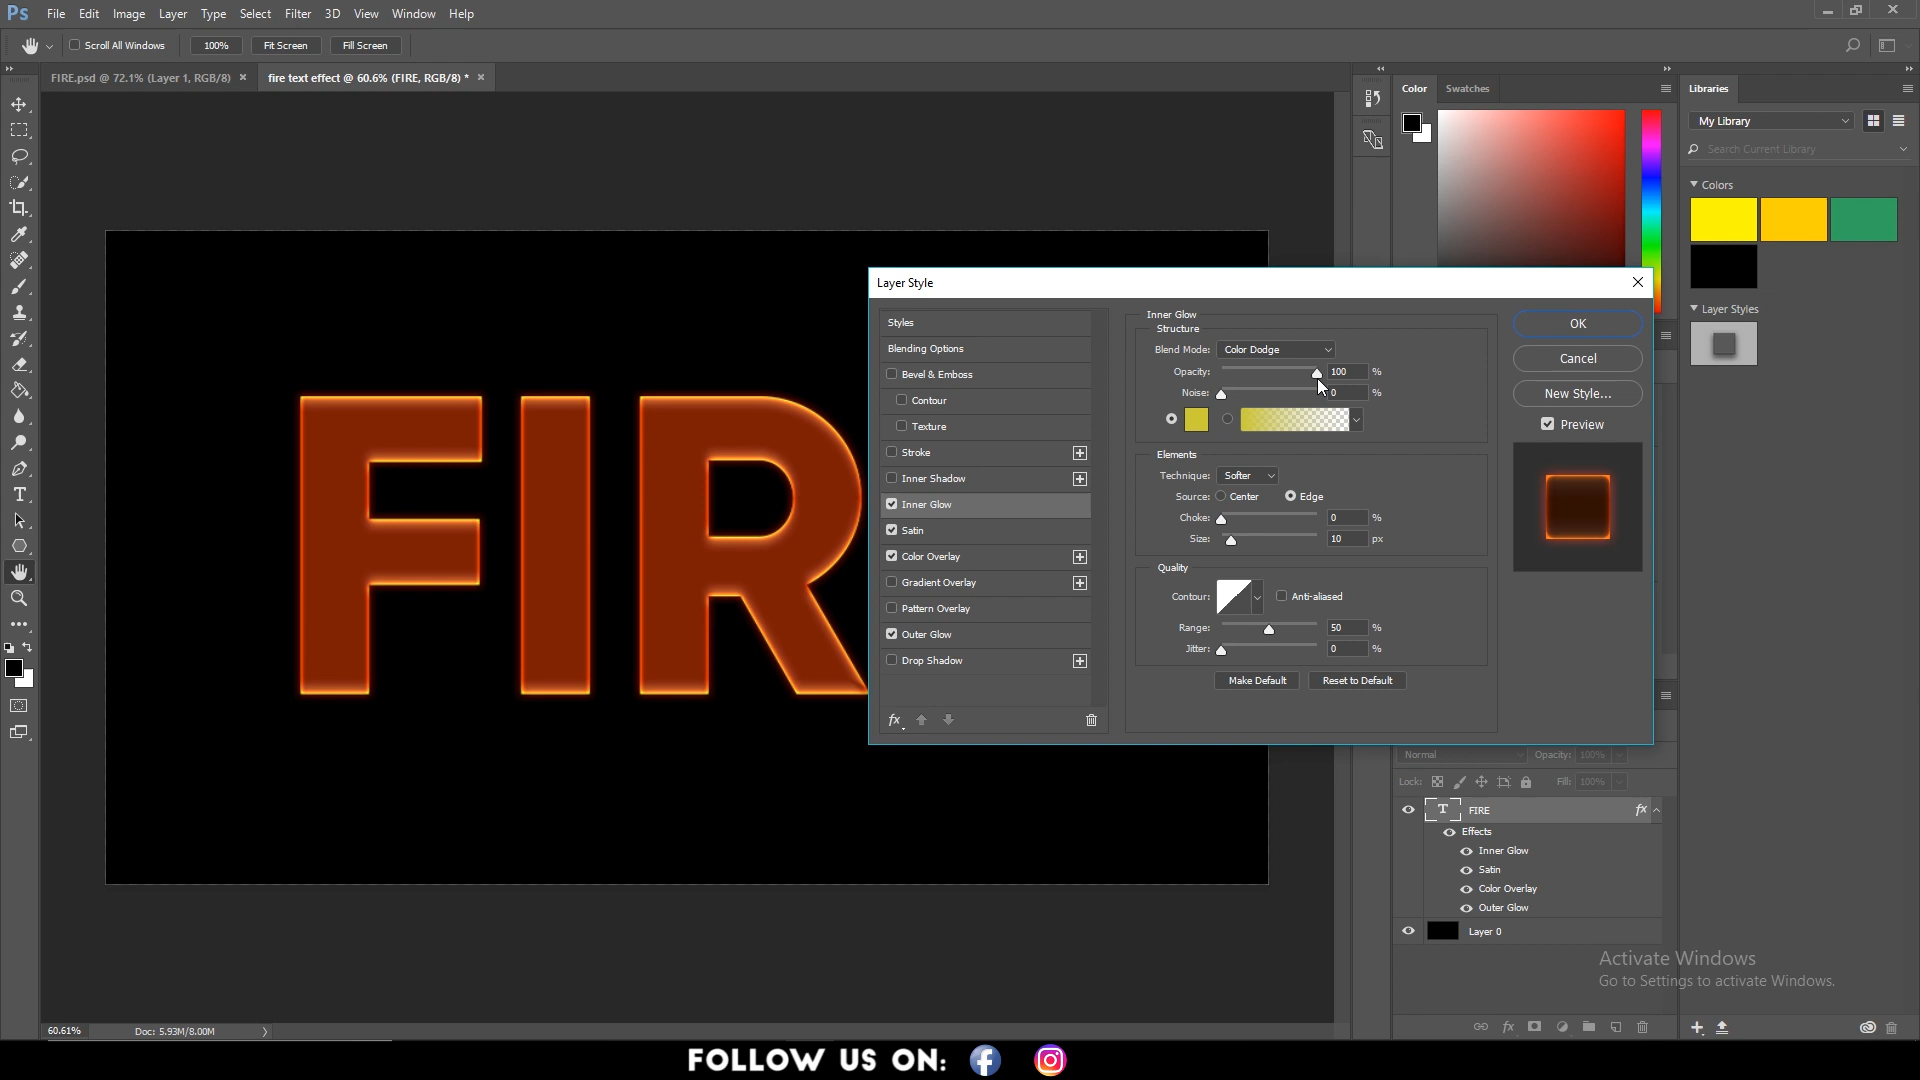 Ps File Edit Image Layer Type Select Filter 3D View Window Help
Scroll All Windows 100% Fit Screen Fill Screen
FIRE.psd @ 72.1% (Layer 1, RGB/8) ×
fire text effect @ 60.6% (FIRE, RGB/8) * ×
FIR
Layer Style
Styles
Blending Options
Bevel & Emboss
Contour
Texture
Stroke
Inner Shadow
Inner Glow
Satin
Color Overlay
Gradient Overlay
Pattern Overlay
Outer Glow
Drop Shadow
fx
Inner Glow
Structure
Blend Mode: Color Dodge
Opacity: 100 %
Noise: 0 %
Elements
Technique: Softer
Source: Center Edge
Choke: 0 %
Size: 10 px
Quality
Contour: Anti-aliased
Range: 50 %
Jitter: 0 %
Make Default Reset to Default
OK
Cancel
New Style...
Preview
Color Swatches
Libraries
My Library
Search Current Library
Colors
Layer Styles
Normal Opacity: 100%
Lock: Fill: 100%
T FIRE fx
Effects
Inner Glow
Satin
Color Overlay
Outer Glow
Layer 0
Activate Windows
Go to Settings to activate Windows.
fx
60.61% Doc: 5.93M/8.00M
FOLLOW US ON: